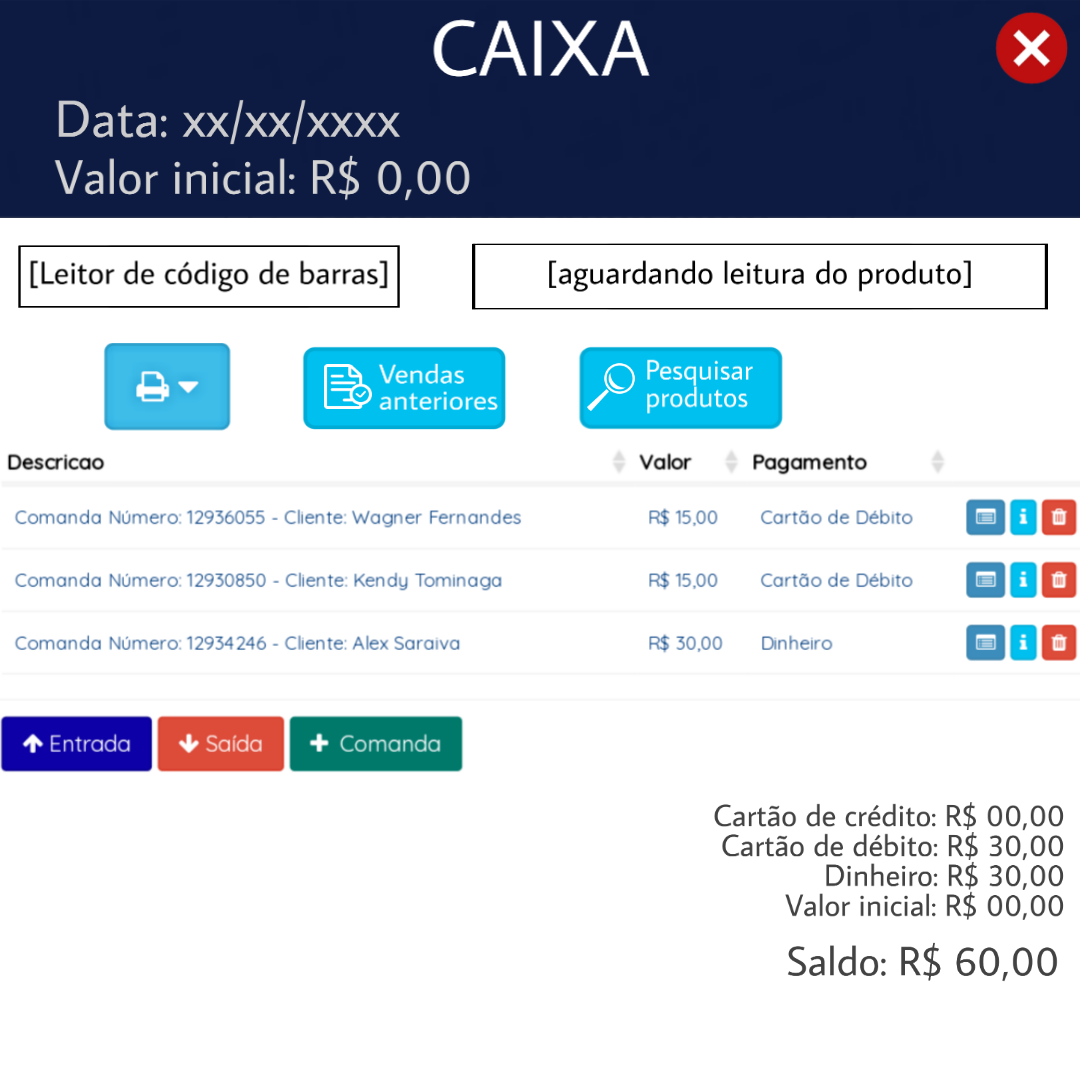 CAIXA
Data: xx/xx/xxxx
Valor inicial: R$ 0,00
[Leitor de código de barras]
[aguardando leitura do produto]
Vendas
anteriores
Pesquisar
produtos
Descricao Valor Pagamento
Comanda Número: 12936055 - Cliente: Wagner Fernandes R$ 15,00 Cartão de Débito
Comanda Número: 12930850 - Cliente: Kendy Tominaga R$ 15,00 Cartão de Débito
Comanda Número: 12934246 - Cliente: Alex Saraiva R$ 30,00 Dinheiro
Entrada Saída Comanda
Cartão de crédito: R$ 00,00
Cartão de débito: R$ 30,00
Dinheiro: R$ 30,00
Valor inicial: R$ 00,00
Saldo: R$ 60,00